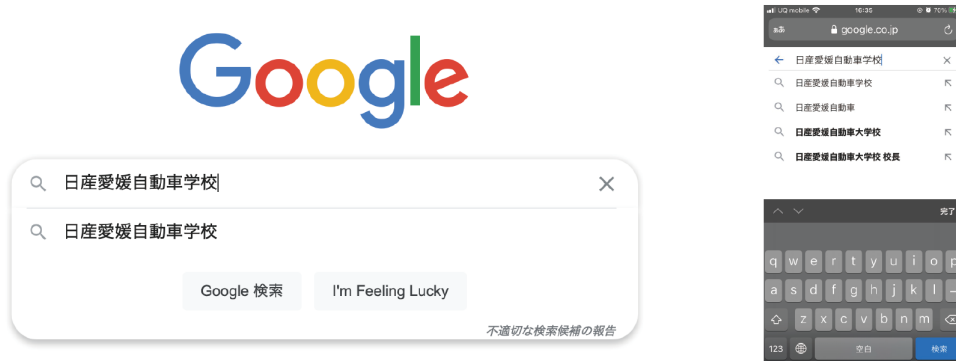 Google
日産愛媛自動車学校
日産愛媛自動車学校
Google 検索
I'm Feeling Lucky
不適切な検索候補の報告
UQ mobile
16:35
70%
ぁあ
google.co.jp
日産愛媛自動車学校
日産愛媛自動車学校
日産愛媛自動車
日産愛媛自動車大学校
日産愛媛自動車大学校 校長
完了
q w e r t y u i o p
a s d f g h j k l ー
z x c v b n m
123
空白
検索